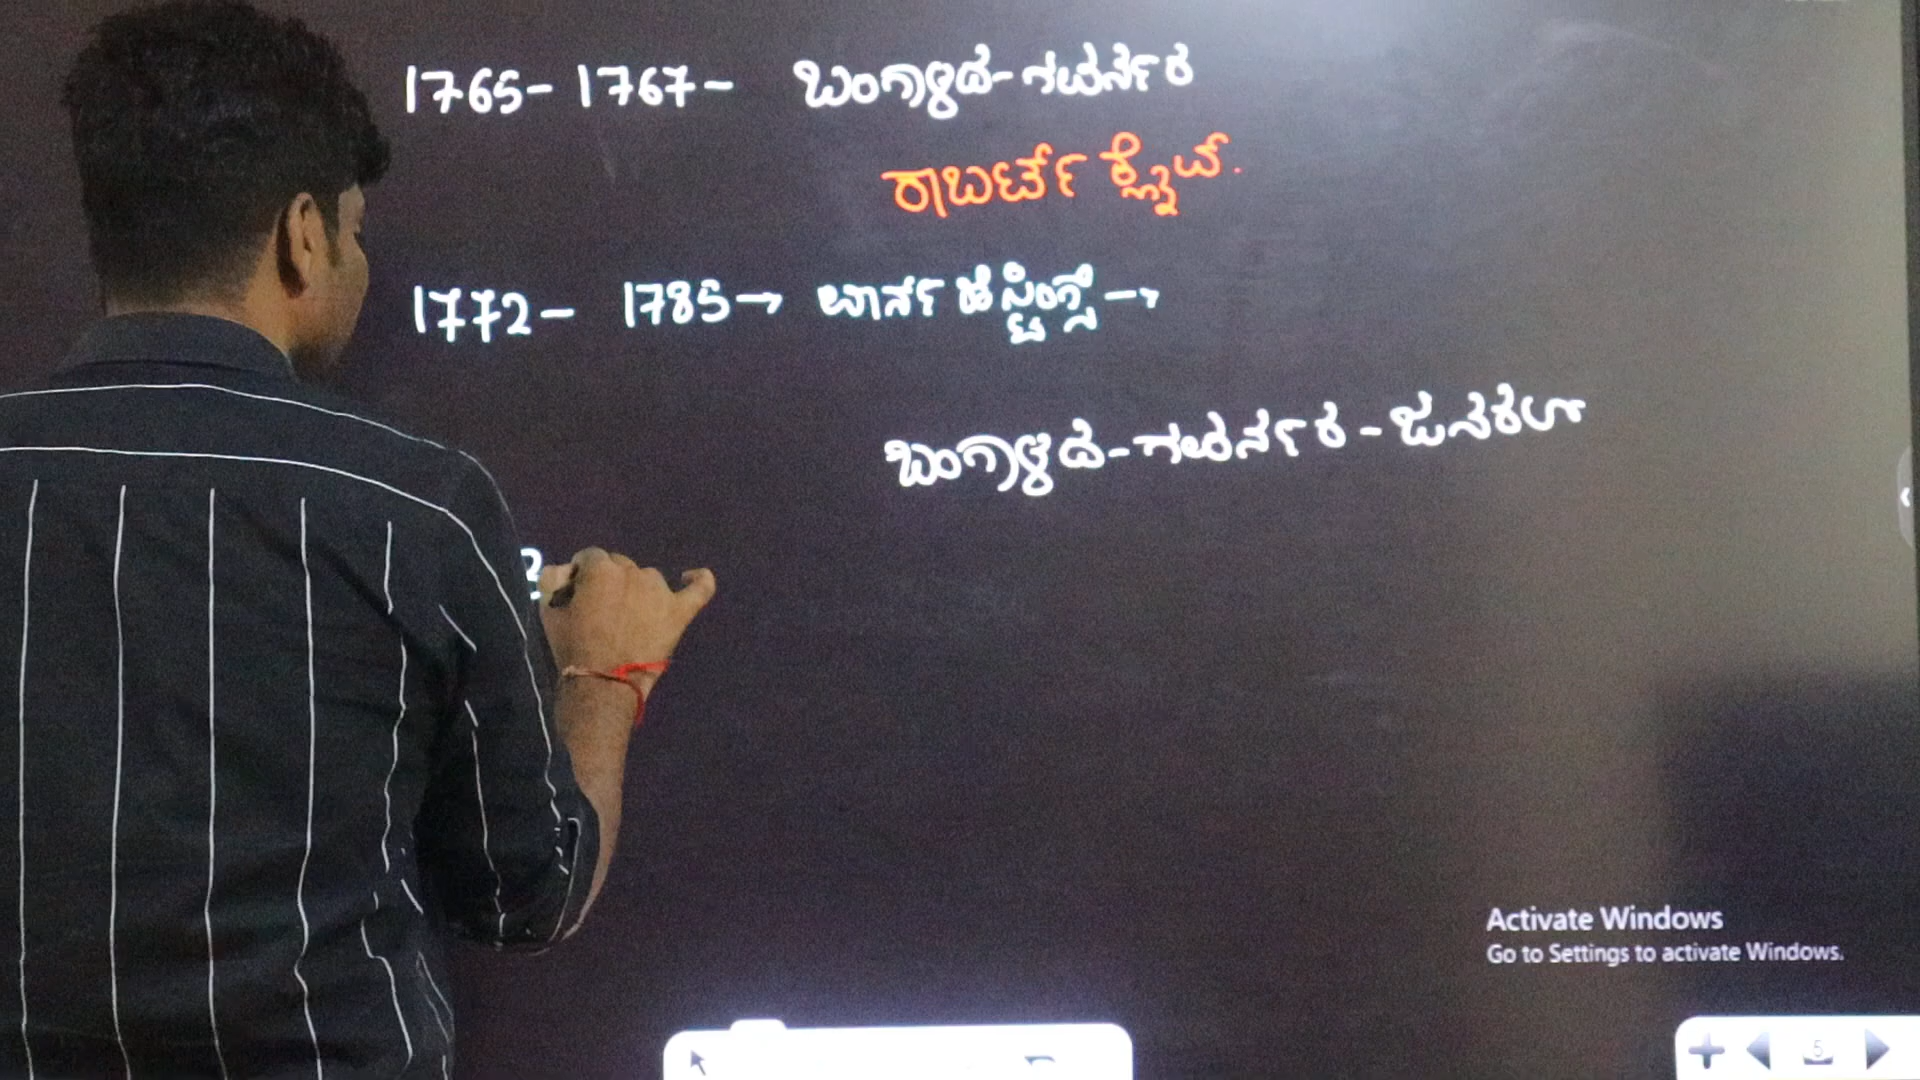 1765- 1767- ಬಂಗಾಳದ-ಗವರ್ನರ
ರಾಬರ್ಟ ಕ್ಲೈವ್.
1772- 1785→ ವಾರ್ನ ಹೆಸ್ಟಿಂಗ್ಸ್ →
ಬಂಗಾಳದ-ಗವರ್ನರ-ಜನರಲ್
Activate Windows
Go to Settings to activate Windows.
5